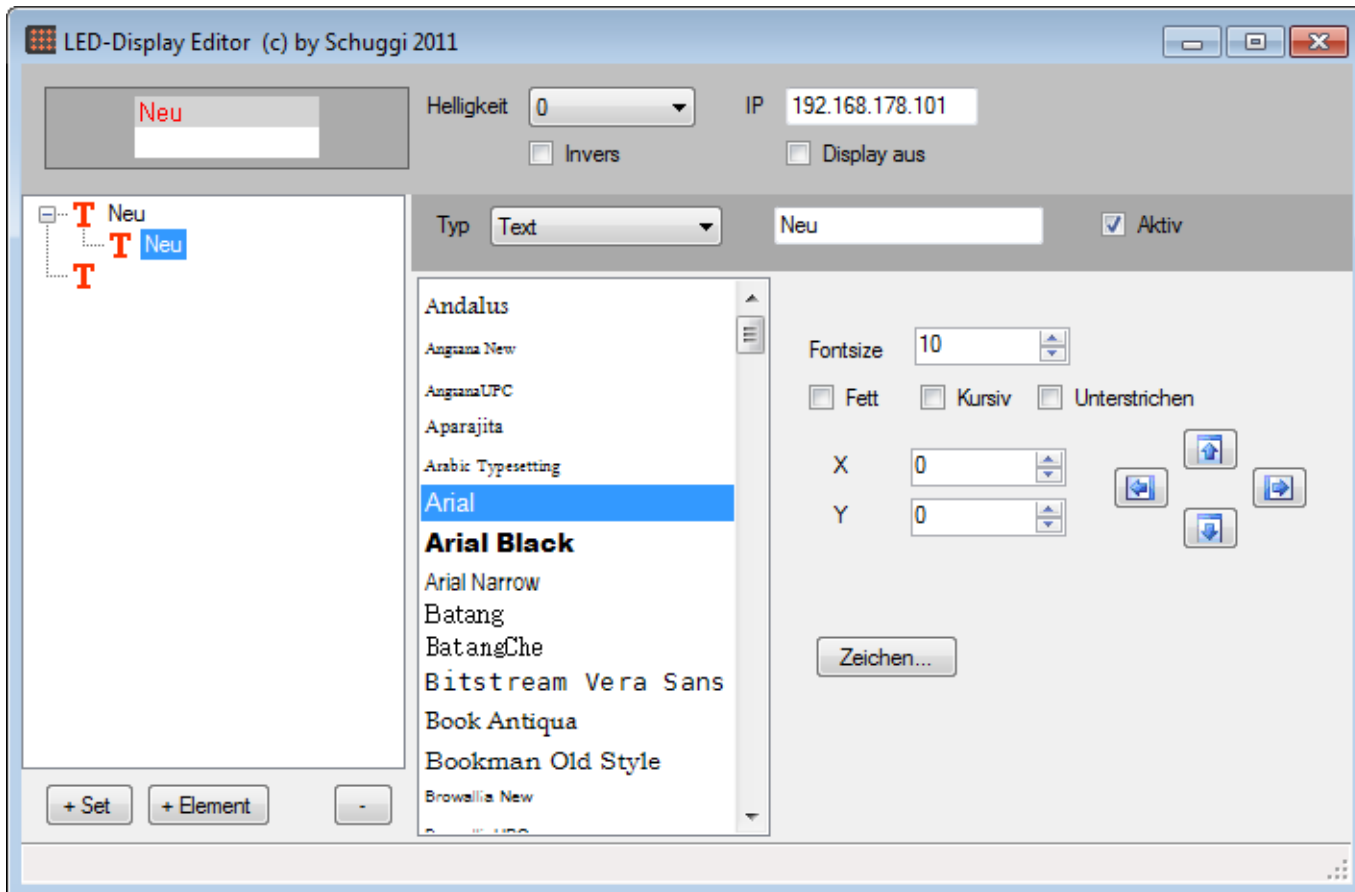 LED-Display Editor (c) by Schuggi 2011
Neu
Helligkeit 0 IP 192.168.178.101
Invers Display aus
Neu
Neu
Typ Text Neu Aktiv
Andalus
Angsana New
AngsanaUPC
Aparajita
Arabic Typesetting
Arial
Arial Black
Arial Narrow
Batang
BatangChe
Bitstream Vera Sans
Book Antiqua
Bookman Old Style
Browallia New
Fontsize 10
Fett Kursiv Unterstrichen
X 0
Y 0
Zeichen...
+ Set + Element -